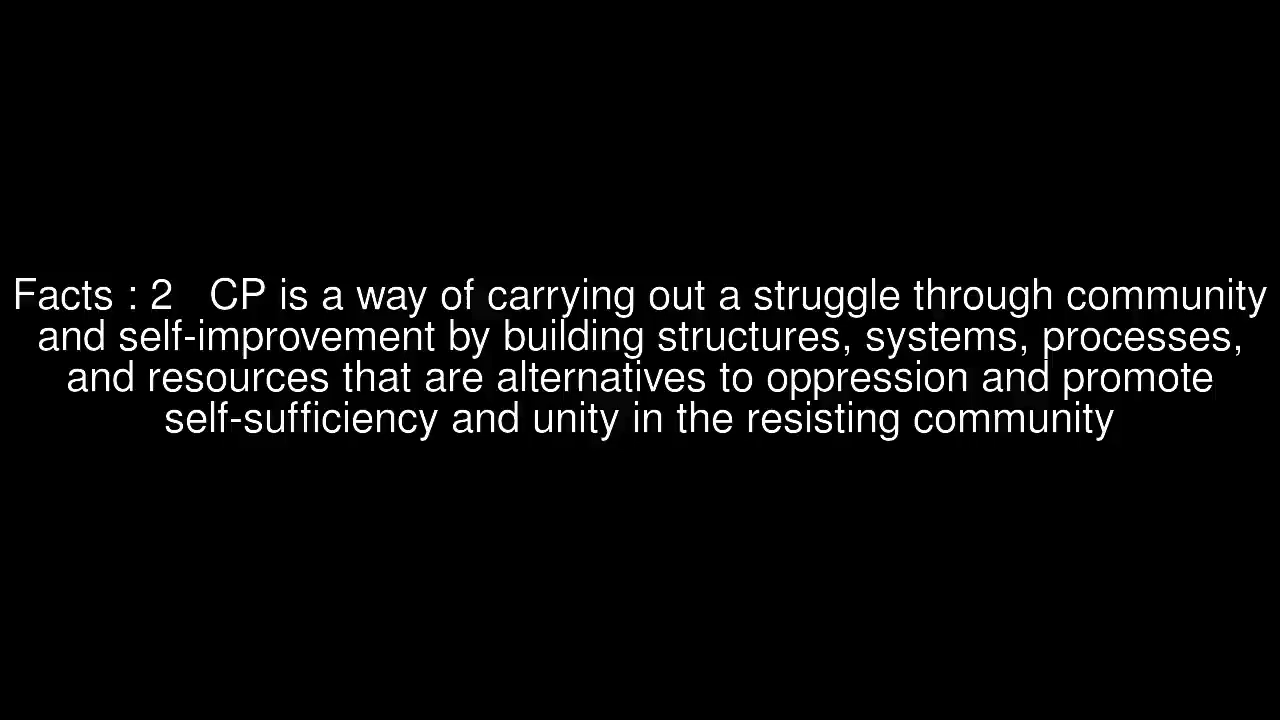 Facts : 2   CP is a way of carrying out a struggle through community
and self-improvement by building structures, systems, processes,
and resources that are alternatives to oppression and promote
self-sufficiency and unity in the resisting community